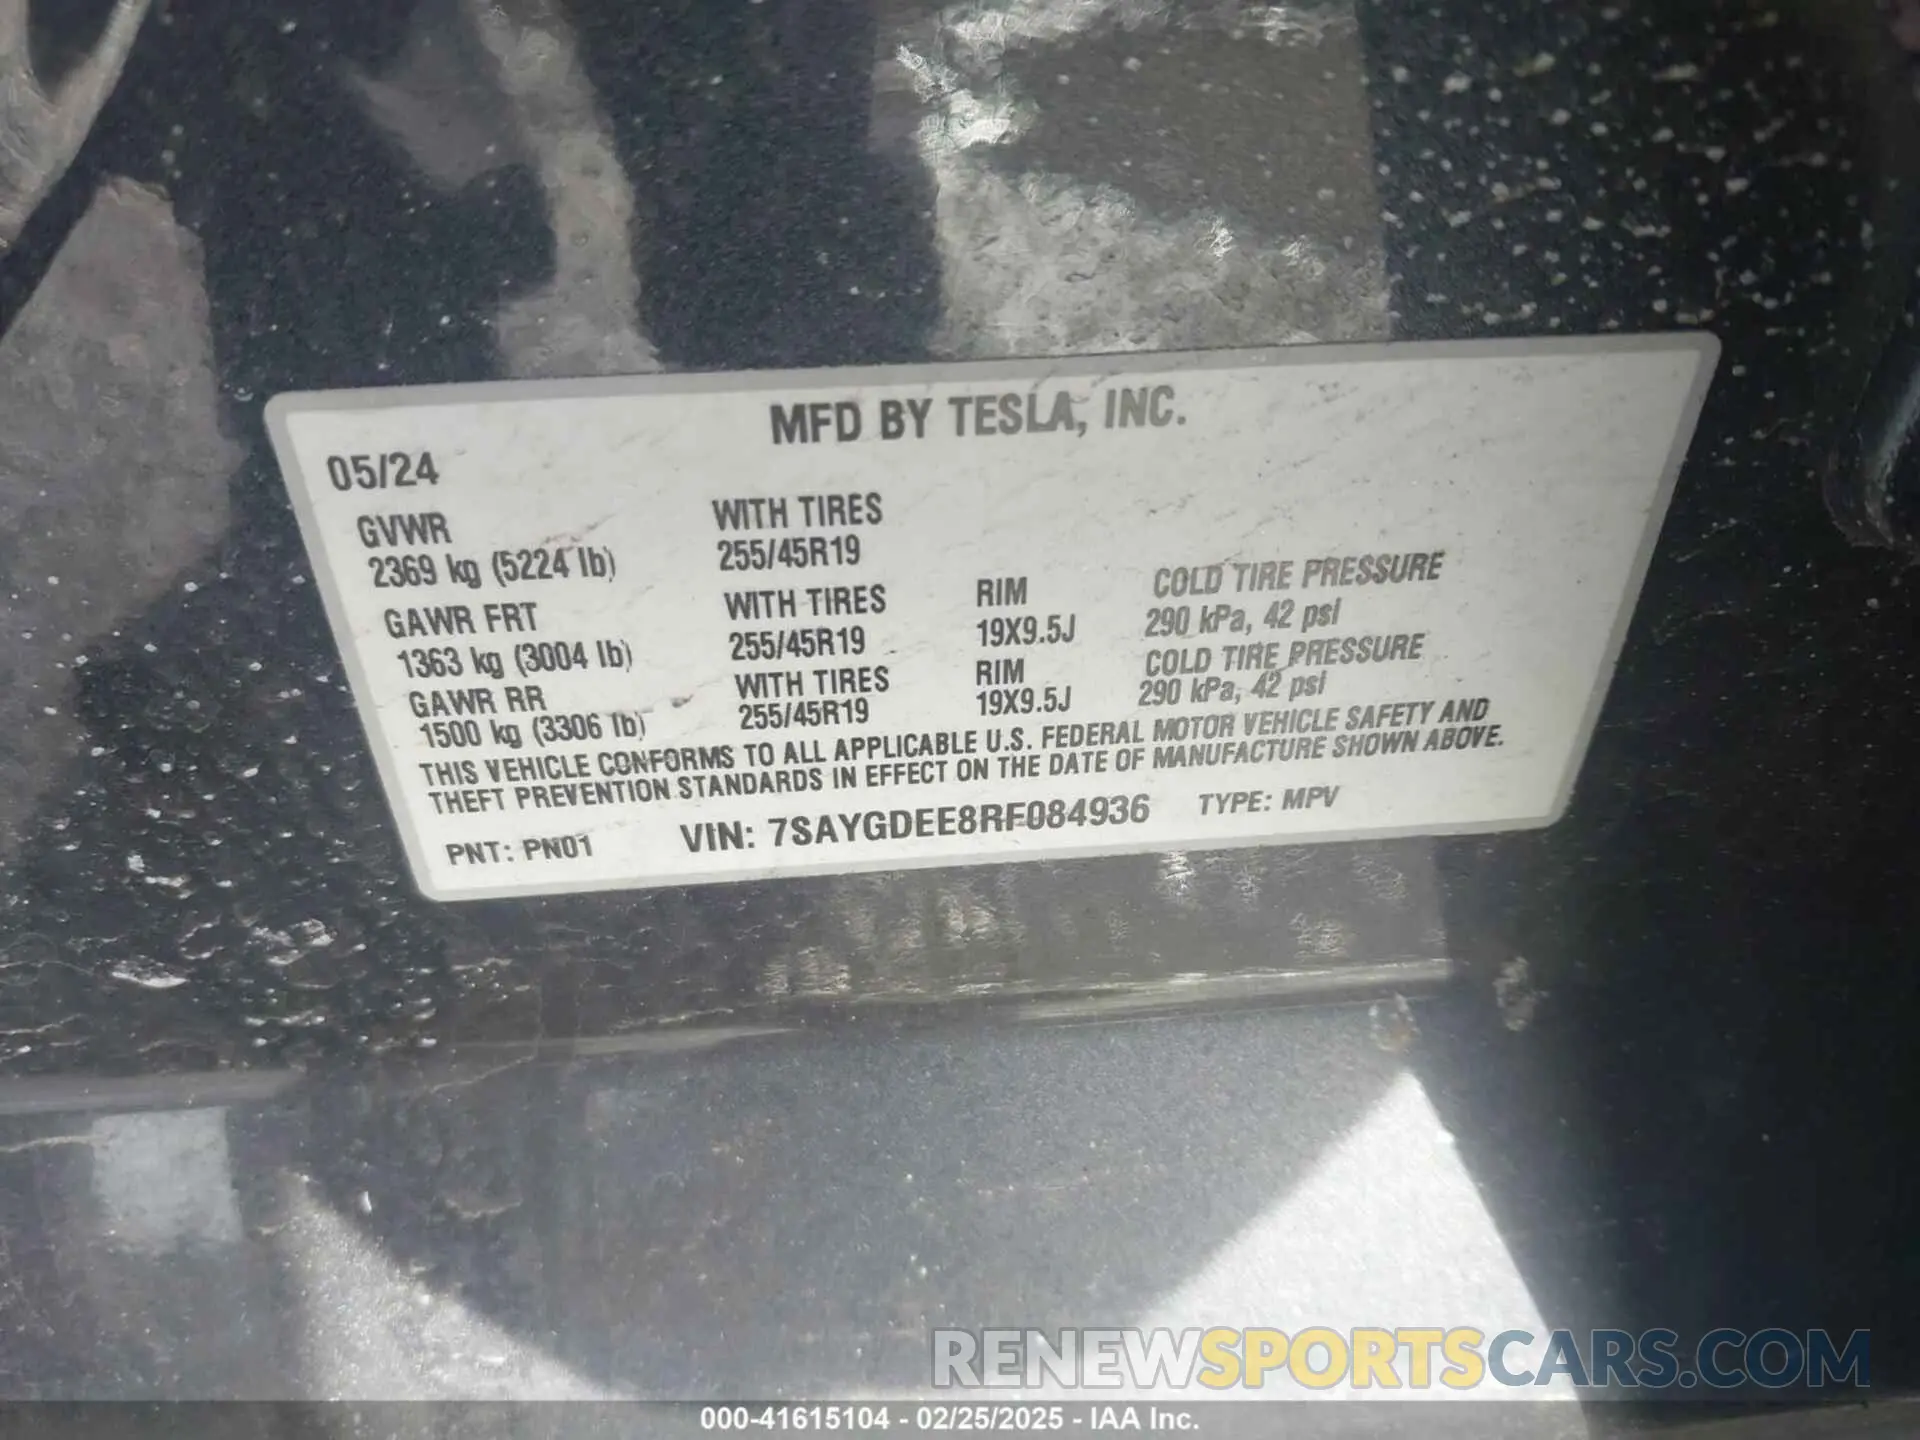 MFD BY TESLA, INC.
05/24
GVWR WITH TIRES
2369 kg (5224 lb) 255/45R19
GAWR FRT WITH TIRES RIM COLD TIRE PRESSURE
1363 kg (3004 lb) 255/45R19 19X9.5J 290 kPa, 42 psi
GAWR RR WITH TIRES RIM COLD TIRE PRESSURE
1500 kg (3306 lb) 255/45R19 19X9.5J 290 kPa, 42 psi
THIS VEHICLE CONFORMS TO ALL APPLICABLE U.S. FEDERAL MOTOR VEHICLE SAFETY AND
THEFT PREVENTION STANDARDS IN EFFECT ON THE DATE OF MANUFACTURE SHOWN ABOVE.
PNT: PN01 VIN: 7SAYGDEE8RF084936 TYPE: MPV
RENEWSPORTSCARS.COM
000-41615104 - 02/25/2025 - IAA Inc.